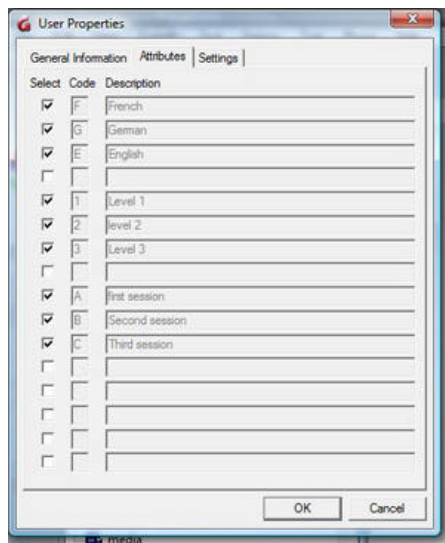 User Properties
General Information Attributes Settings
Select Code Description
F French
G German
E English
1 Level 1
2 level 2
3 Level 3
A first session
B Second session
C Third session
OK Cancel
media